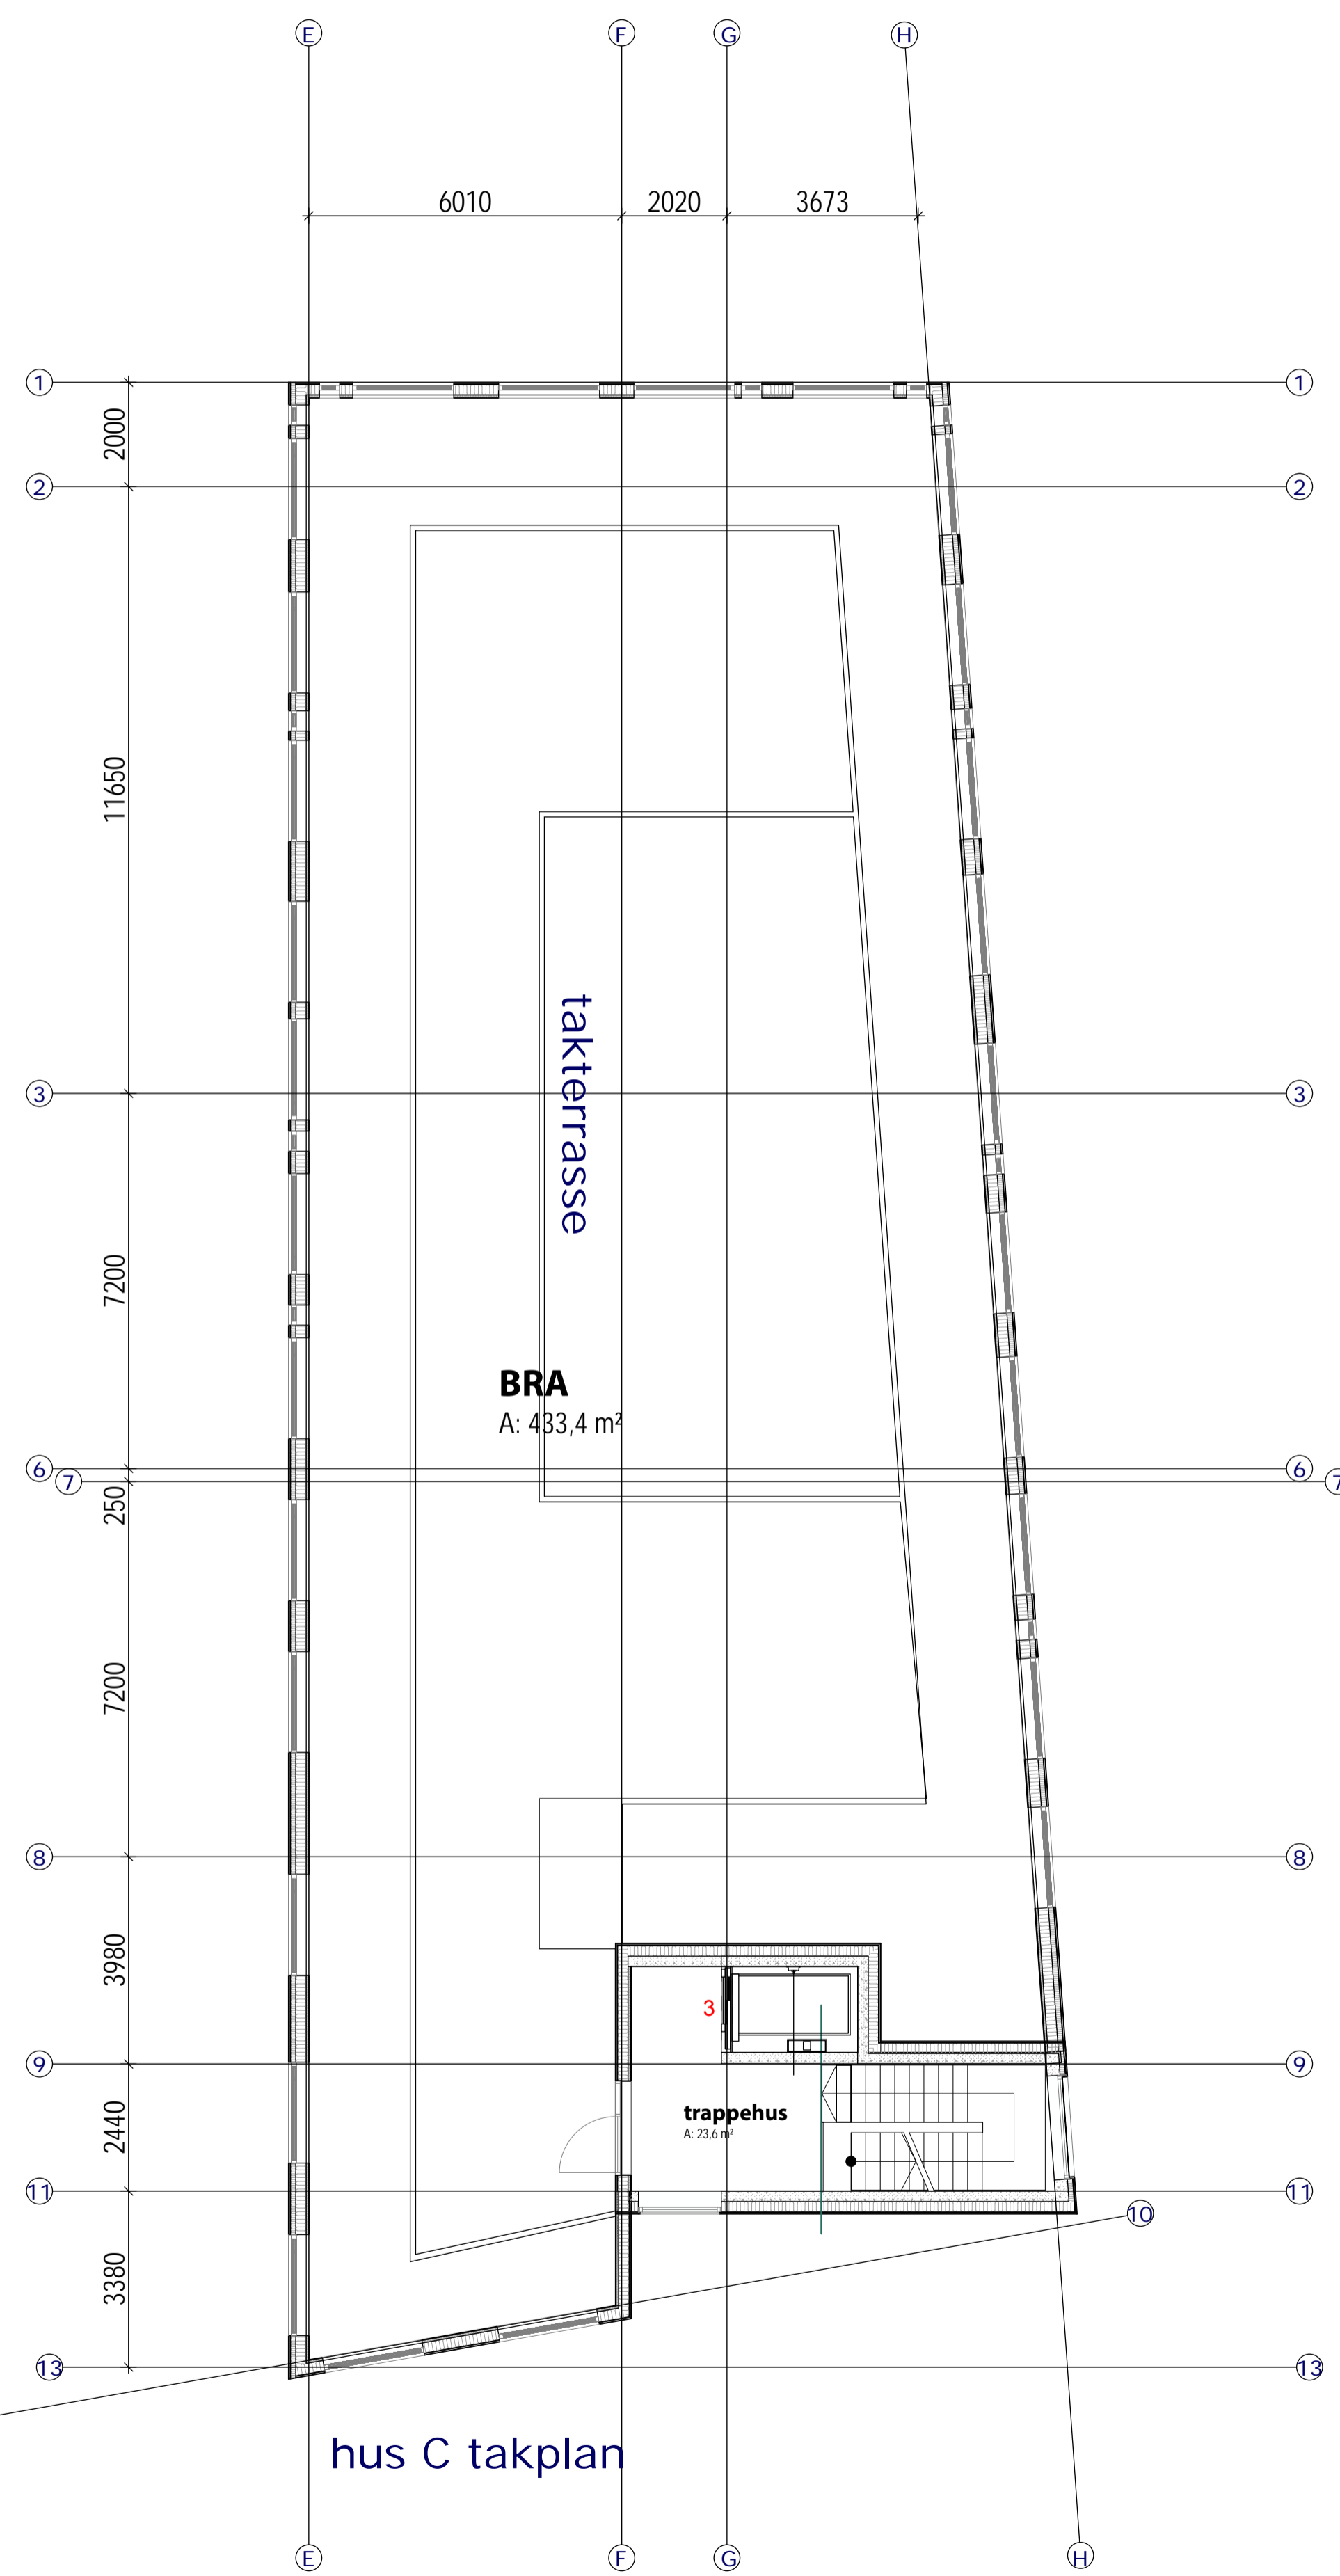 E F G H
6010 2020 3673
1 1
2000
2 2
11650
takterrasse
3 3
7200
BRA
A: 433,4 m²
6 6
7 7
250
7200
8 8
3980
3
9 9
trappehus
A: 23,6 m²
2440
11 11
10
3380
13 13
hus C takplan
E F G H